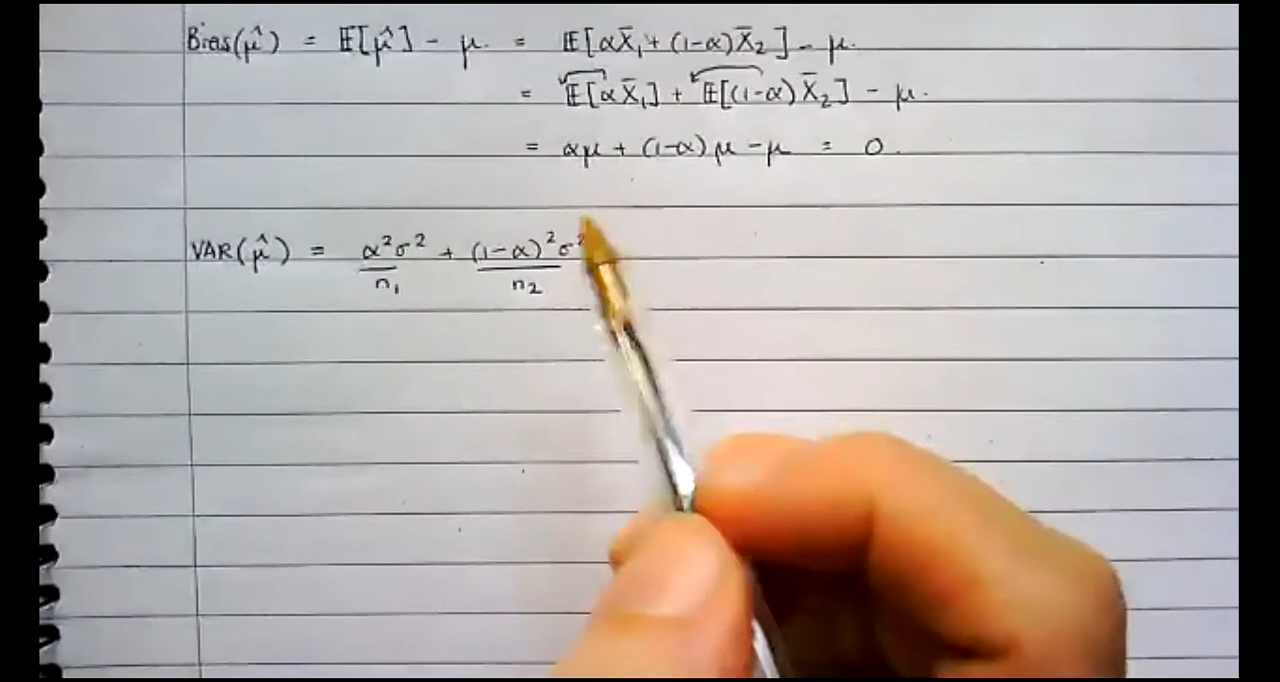 Bias(μ̂) = 𝔼[μ̂] - μ. = 𝔼[αX̄₁ + (1-α)X̄₂] - μ.
= 𝔼[αX̄₁] + 𝔼[(1-α)X̄₂] - μ.
= αμ + (1-α)μ - μ = 0.
VAR(μ̂) = α²σ²/n₁ + (1-α)²σ²/n₂